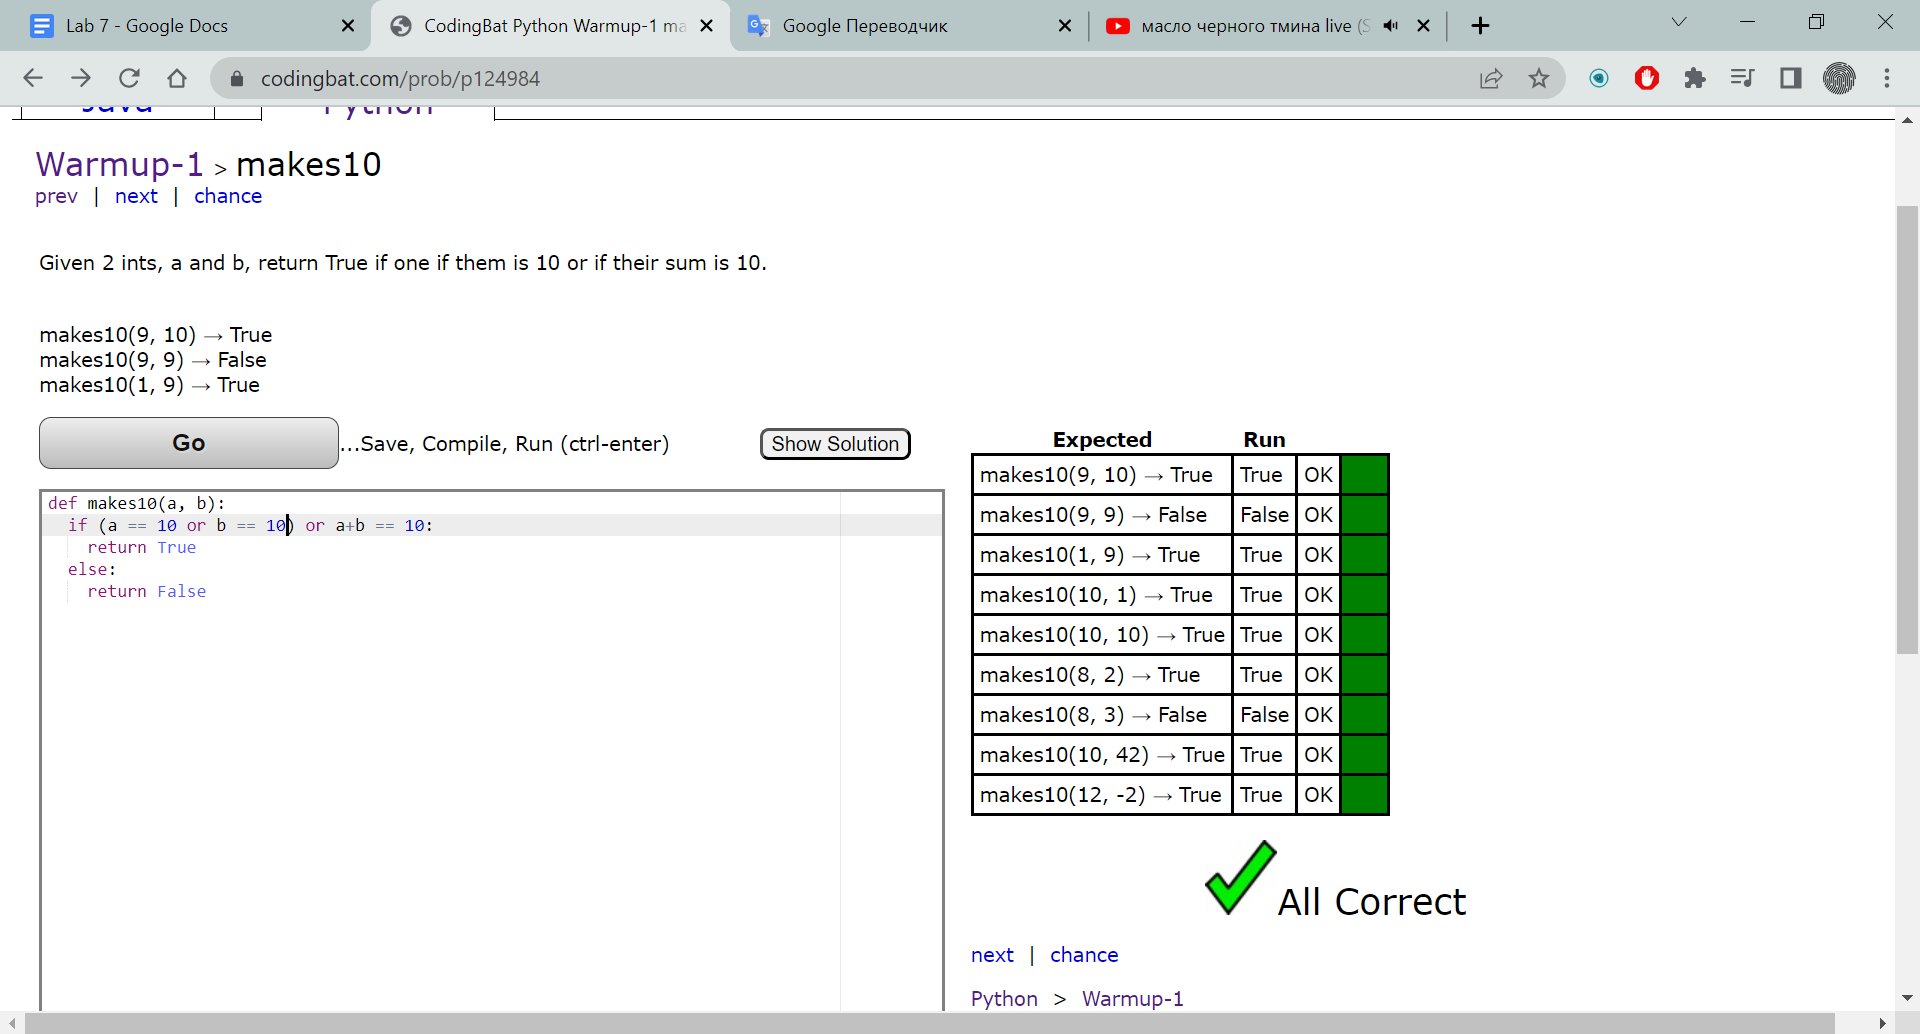 Lab 7 - Google Docs
CodingBat Python Warmup-1 ma
Google Переводчик
масло черного тмина live (S
codingbat.com/prob/p124984
Java
Python
Warmup-1 > makes10
prev | next | chance
Given 2 ints, a and b, return True if one if them is 10 or if their sum is 10.
makes10(9, 10) → True
makes10(9, 9) → False
makes10(1, 9) → True
Go
...Save, Compile, Run (ctrl-enter)
Show Solution
def makes10(a, b):
if (a == 10 or b == 10) or a+b == 10:
return True
else:
return False
Expected Run
makes10(9, 10) → True True OK
makes10(9, 9) → False False OK
makes10(1, 9) → True True OK
makes10(10, 1) → True True OK
makes10(10, 10) → True True OK
makes10(8, 2) → True True OK
makes10(8, 3) → False False OK
makes10(10, 42) → True True OK
makes10(12, -2) → True True OK
All Correct
next | chance
Python > Warmup-1